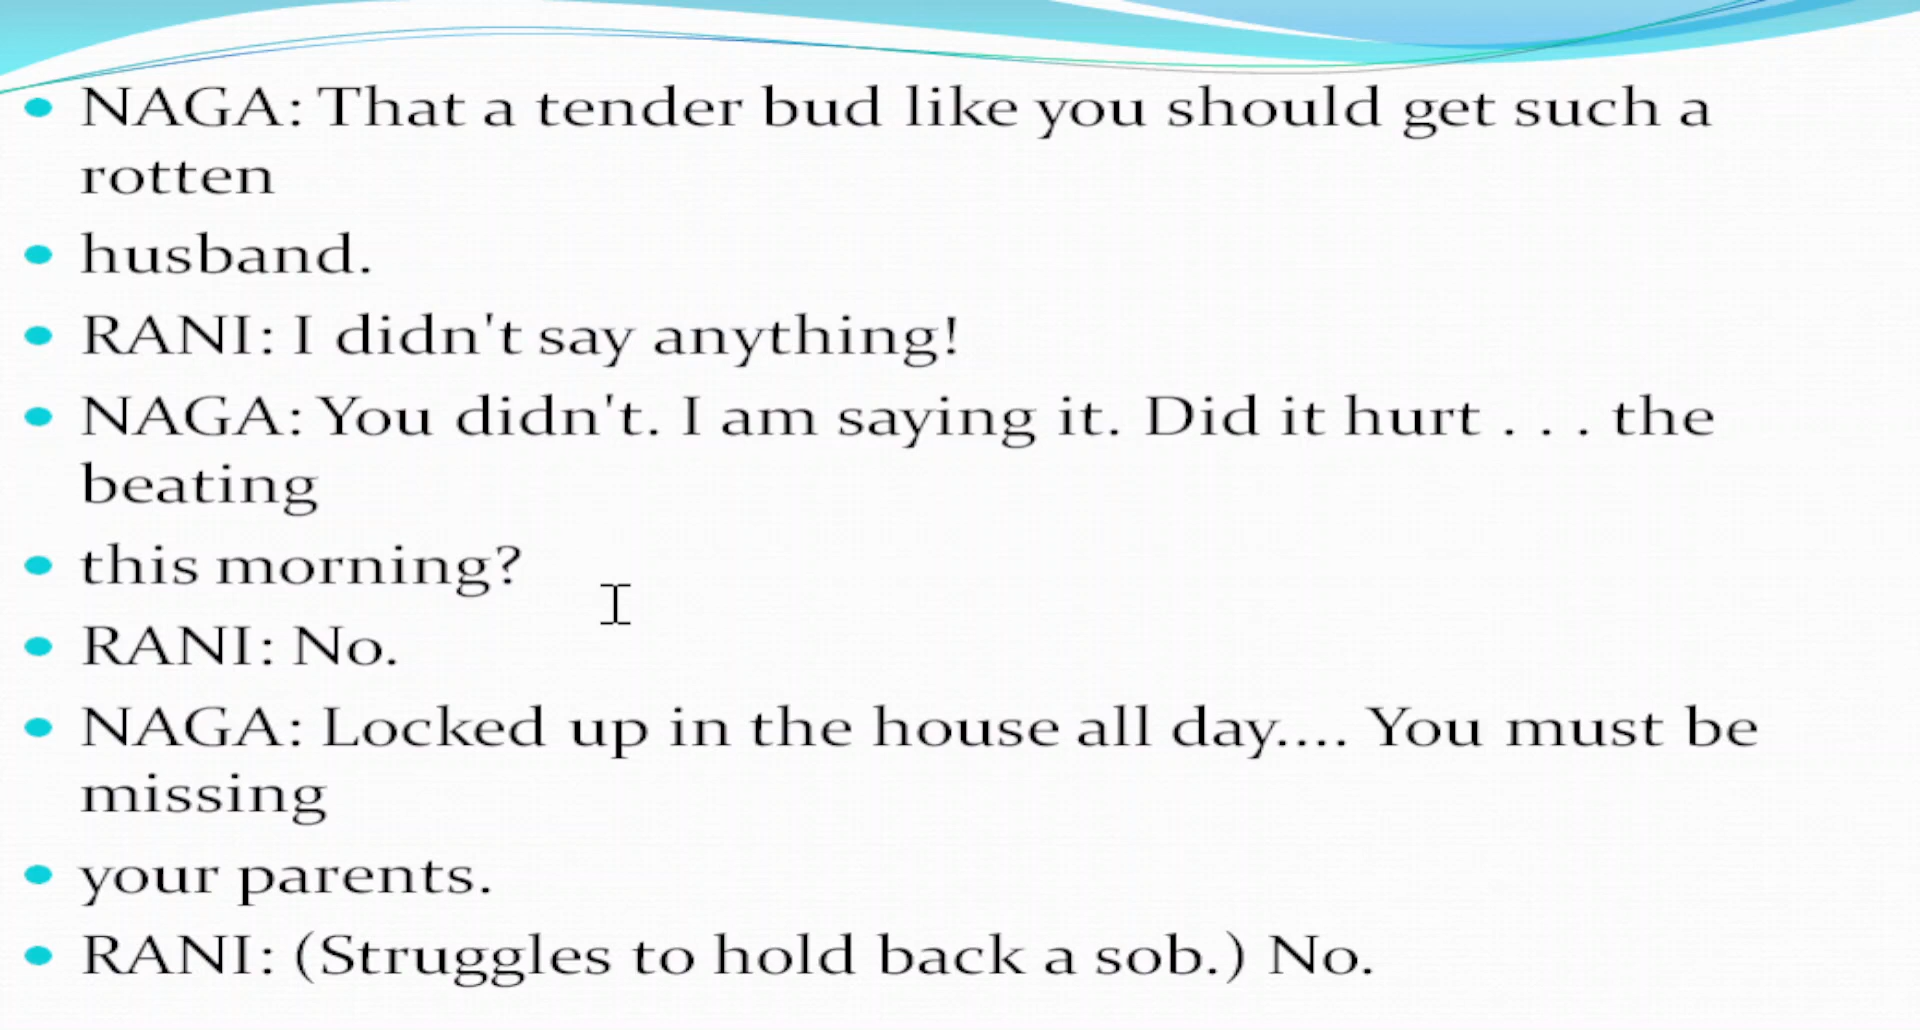 NAGA: That a tender bud like you should get such a
rotten
husband.
RANI: I didn't say anything!
NAGA: You didn't. I am saying it. Did it hurt . . . the
beating
this morning?
RANI: No.
NAGA: Locked up in the house all day.... You must be
missing
your parents.
RANI: (Struggles to hold back a sob.) No.